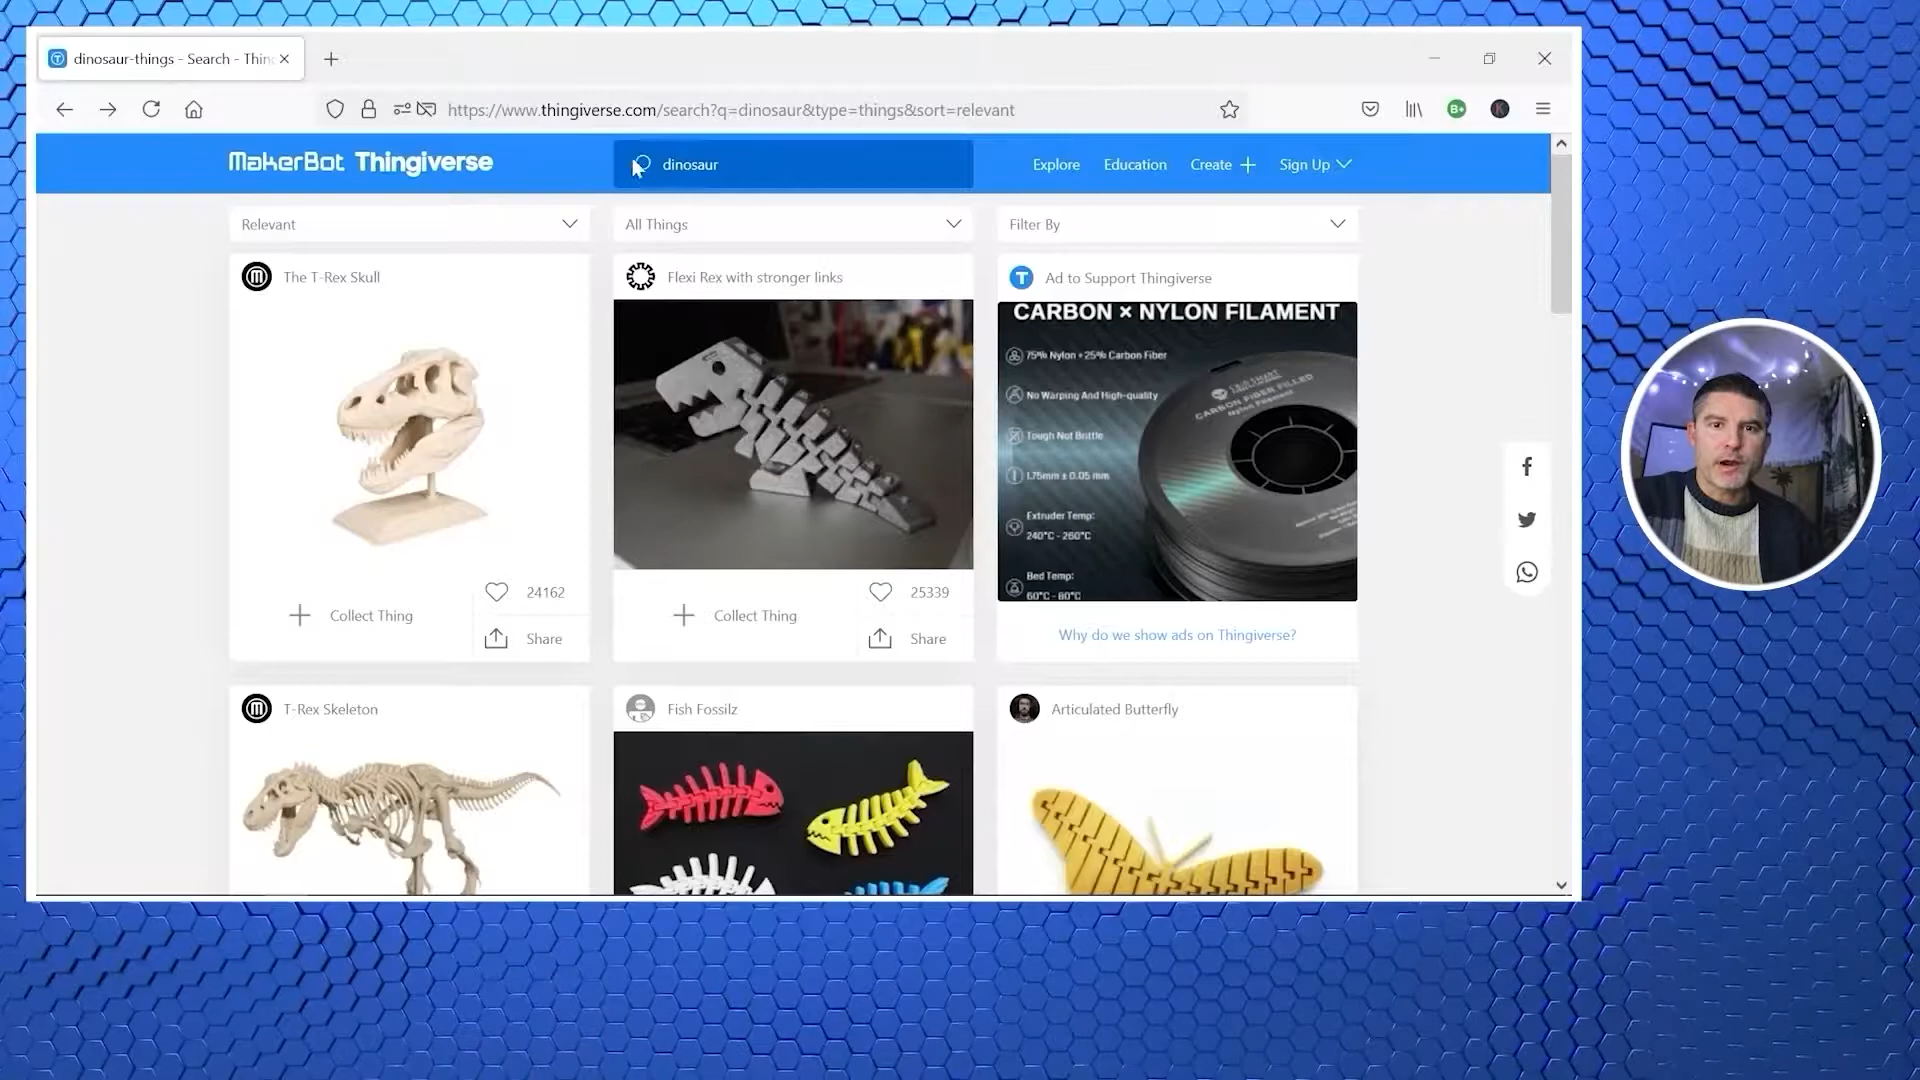 dinosaur-things - Search - Thin
https://www.thingiverse.com/search?q=dinosaur&type=things&sort=relevant
MakerBot Thingiverse
dinosaur
Explore
Education
Create
Sign Up
Relevant
All Things
Filter By
The T-Rex Skull
Flexi Rex with stronger links
Ad to Support Thingiverse
CARBON × NYLON FILAMENT
75% Nylon + 25% Carbon Fiber
No Warping And High-quality
Tough Not Brittle
1.75mm ± 0.05 mm
Extruder Temp:
240°C - 260°C
Bed Temp:
60°C - 80°C
CARBON FIBER FILLED
24162
Collect Thing
Share
25339
Collect Thing
Share
Why do we show ads on Thingiverse?
T-Rex Skeleton
Fish Fossilz
Articulated Butterfly